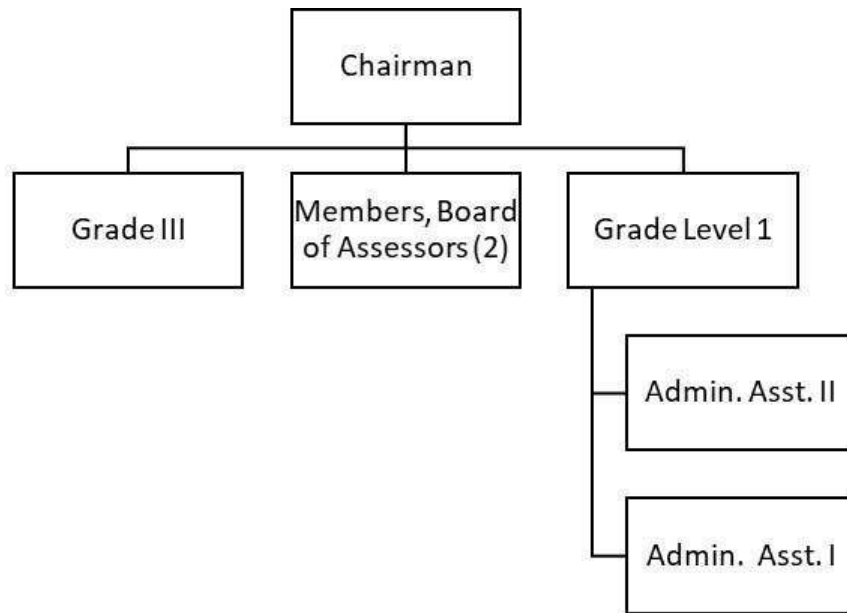 Chairman
Grade III
Members, Board
of Assessors (2)
Grade Level 1
Admin. Asst. II
Admin. Asst. I